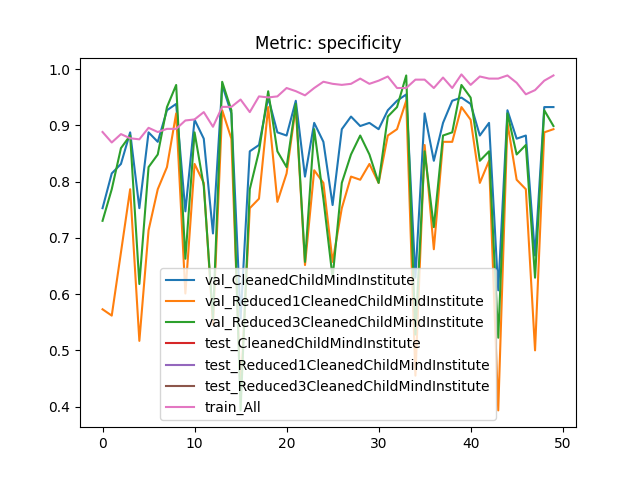 Metric: specificity
1.0
0.9
0.8
0.7
0.6
0.5
0.4
val_CleanedChildMindInstitute
val_Reduced1CleanedChildMindInstitute
val_Reduced3CleanedChildMindInstitute
test_CleanedChildMindInstitute
test_Reduced1CleanedChildMindInstitute
test_Reduced3CleanedChildMindInstitute
train_All
0 10 20 30 40 50